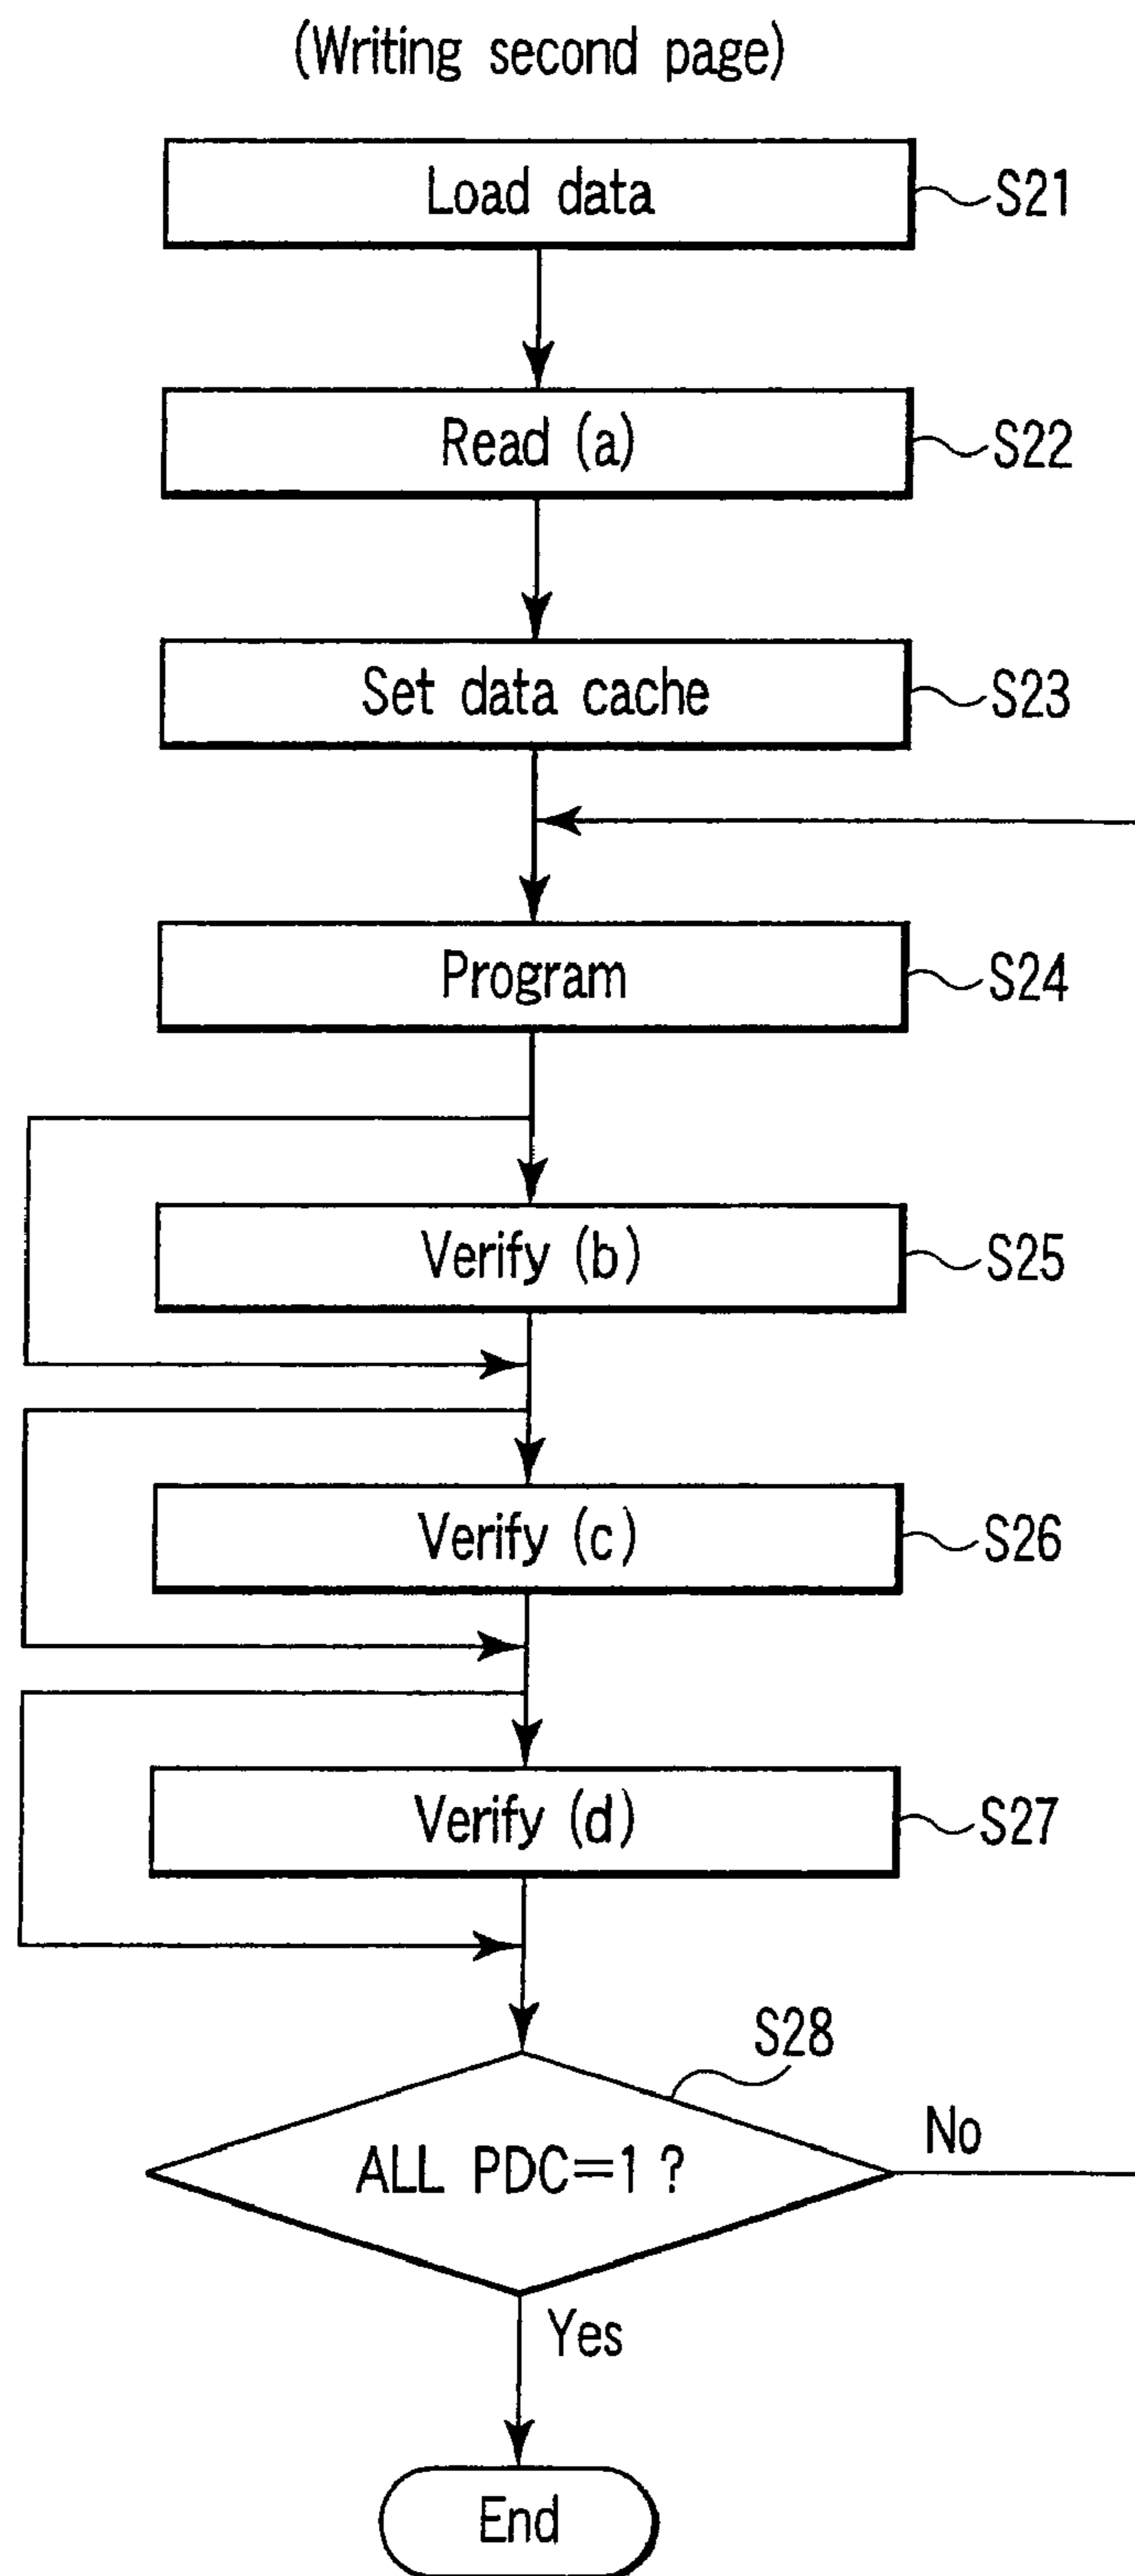 (Writing second page)
Load data
S21
Read (a)
S22
Set data cache
S23
Program
S24
Verify (b)
S25
Verify (c)
S26
Verify (d)
S27
S28
ALL PDC=1 ?
No
Yes
End